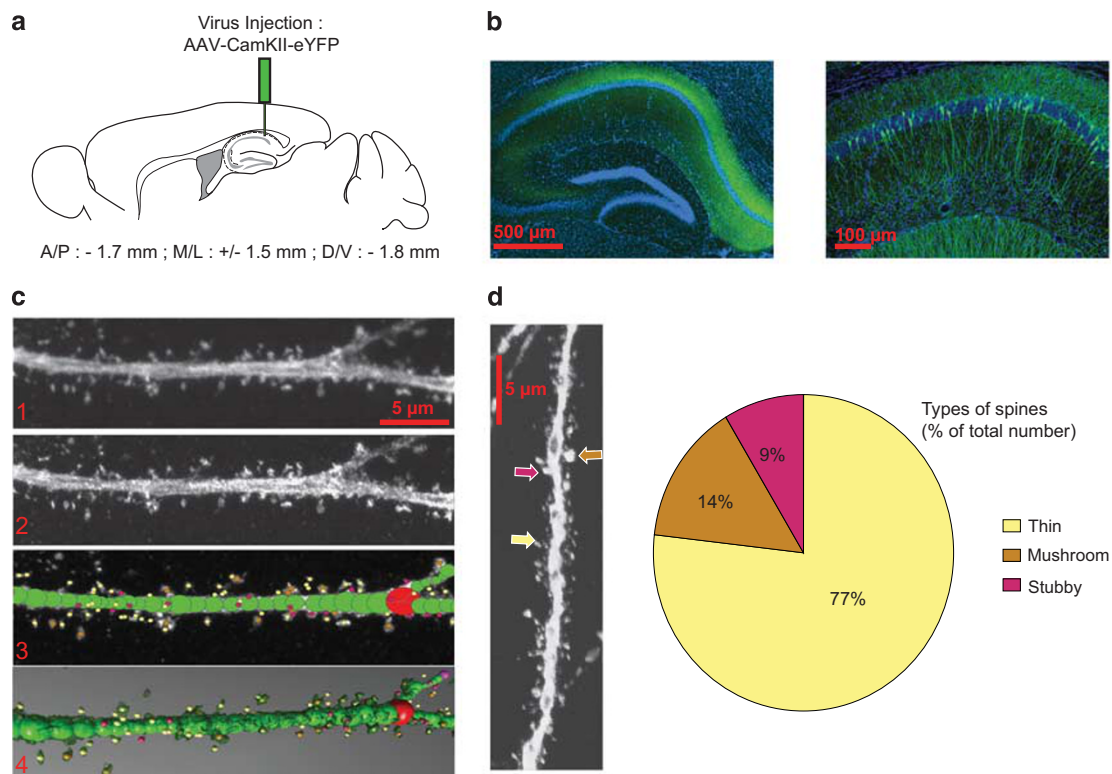 a
Virus Injection :
AAV-CamKII-eYFP
A/P : - 1.7 mm ; M/L : +/- 1.5 mm ; D/V : - 1.8 mm
b
500 µm
100 µm
c
1
5 µm
2
3
4
d
5 µm
Types of spines
(% of total number)
9%
14%
77%
Thin
Mushroom
Stubby